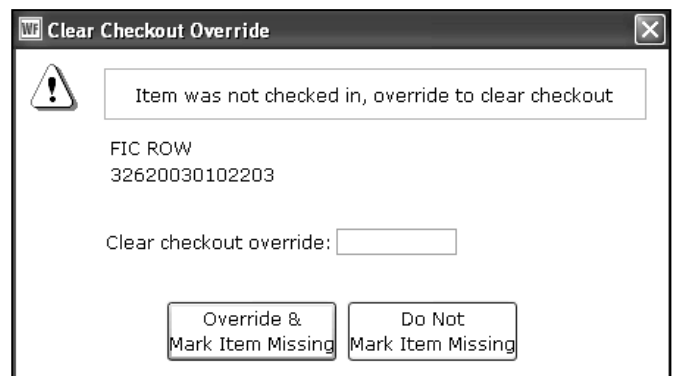 WF Clear Checkout Override
Item was not checked in, override to clear checkout
FIC ROW
32620030102203
Clear checkout override:
Override &
Mark Item Missing
Do Not
Mark Item Missing